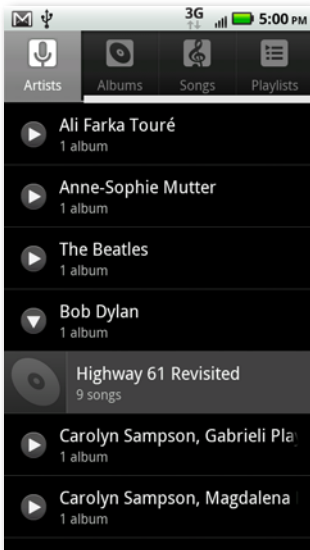 3G 5:00 PM
Artists Albums Songs Playlists
Ali Farka Touré
1 album
Anne-Sophie Mutter
1 album
The Beatles
1 album
Bob Dylan
1 album
Highway 61 Revisited
9 songs
Carolyn Sampson, Gabrieli Pla
1 album
Carolyn Sampson, Magdalena
1 album